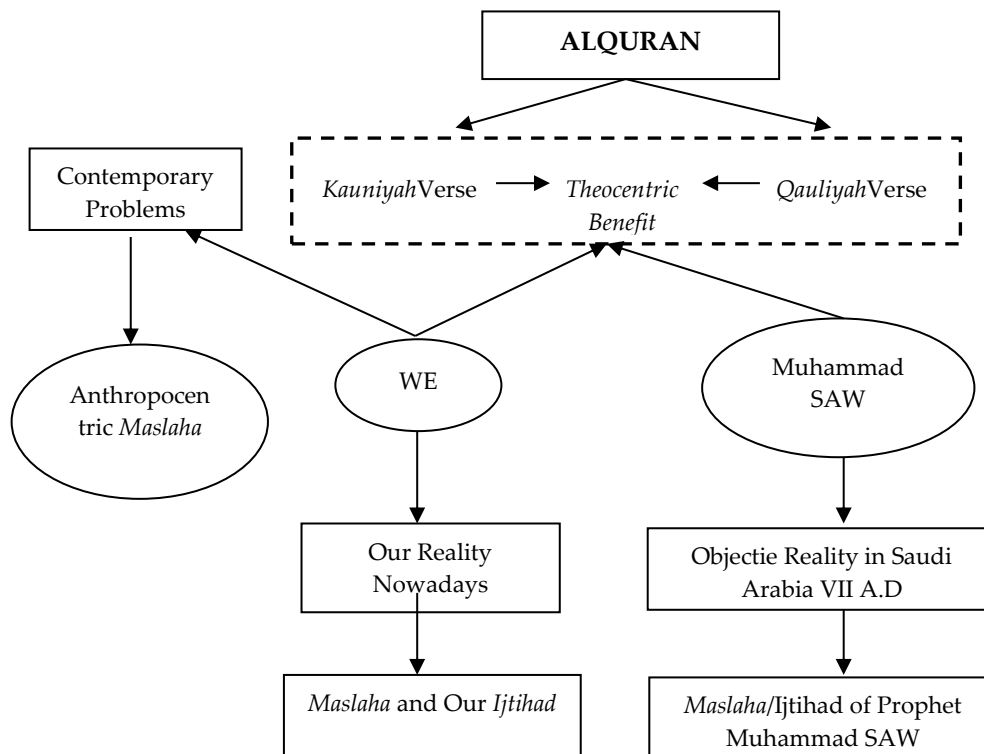 ALQURAN
Contemporary
Problems
KauniyahVerse
Theocentric
Benefit
QauliyahVerse
Anthropocen
tric Maslaha
WE
Muhammad
SAW
Our Reality
Nowadays
Objectie Reality in Saudi
Arabia VII A.D
Maslaha and Our Ijtihad
Maslaha/Ijtihad of Prophet
Muhammad SAW